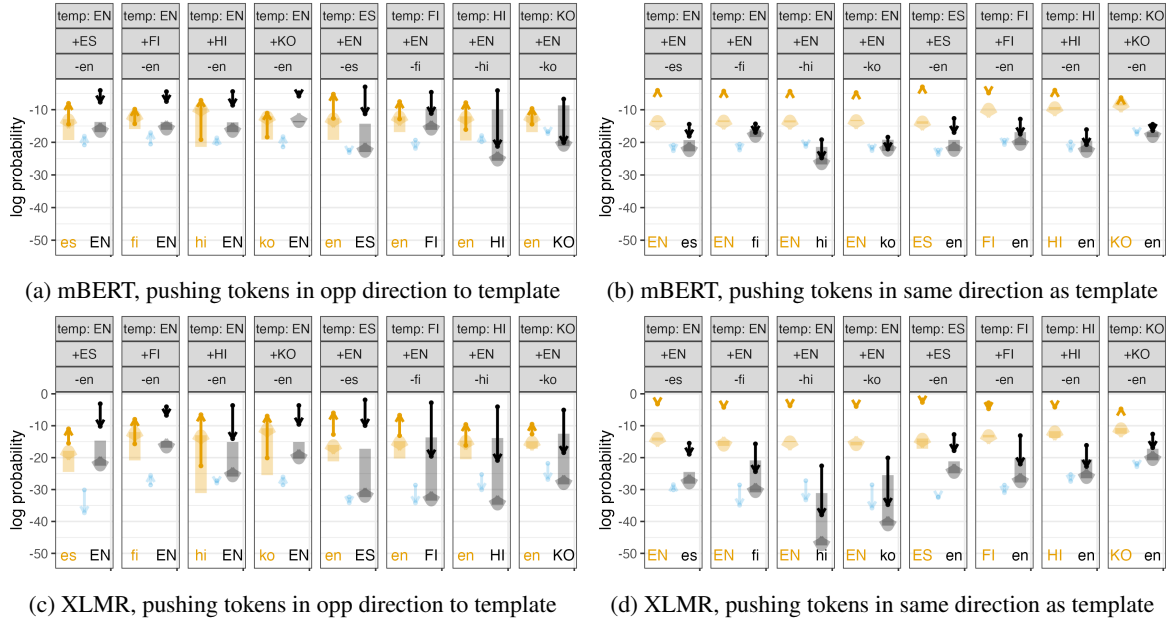 temp: EN temp: EN temp: EN temp: EN temp: ES temp: FI temp: HI temp: KO
+ES +FI +HI +KO +EN +EN +EN +EN
-en -en -en -en -es -fi -hi -ko
log probability
-10
-20
-30
-40
-50
es EN fi EN hi EN ko EN en ES en FI en HI en KO
(a) mBERT, pushing tokens in opp direction to template
temp: EN temp: EN temp: EN temp: EN temp: ES temp: FI temp: HI temp: KO
+EN +EN +EN +EN +ES +FI +HI +KO
-es -fi -hi -ko -en -en -en -en
log probability
-10
-20
-30
-40
-50
EN es EN fi EN hi EN ko ES en FI en HI en KO en
(b) mBERT, pushing tokens in same direction as template
temp: EN temp: EN temp: EN temp: EN temp: ES temp: FI temp: HI temp: KO
+ES +FI +HI +KO +EN +EN +EN +EN
-en -en -en -en -es -fi -hi -ko
log probability
0
-10
-20
-30
-40
-50
es EN fi EN hi EN ko EN en ES en FI en HI en KO
(c) XLMR, pushing tokens in opp direction to template
temp: EN temp: EN temp: EN temp: EN temp: ES temp: FI temp: HI temp: KO
+EN +EN +EN +EN +ES +FI +HI +KO
-es -fi -hi -ko -en -en -en -en
log probability
0
-10
-20
-30
-40
-50
EN es EN fi EN hi EN ko ES en FI en HI en KO en
(d) XLMR, pushing tokens in same direction as template